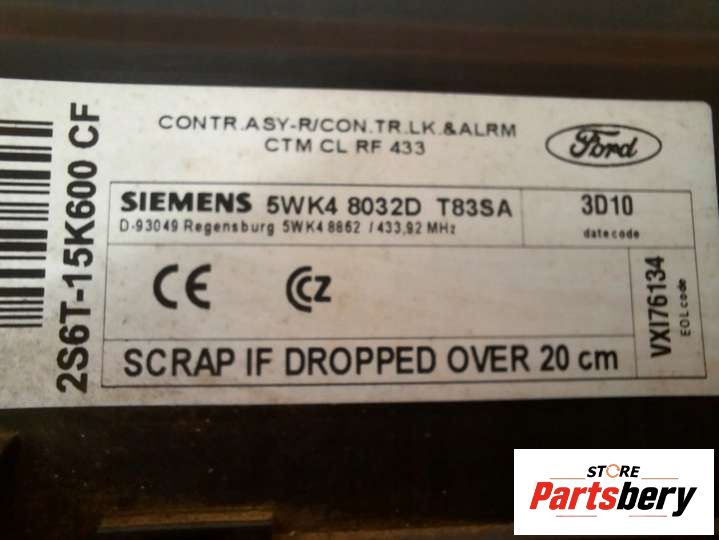 2S6T-15K600 CF
CONTR.ASY-R/CON.TR.LK.&ALRM
CTM CL RF 433
Ford
SIEMENS 5WK4 8032D T83SA
D-93049 Regensburg 5WK4 8862 / 433,92 MHz
3D10
datecode
CE CZ
VXI76134
EOL code
SCRAP IF DROPPED OVER 20 cm
STORE
Partsbery